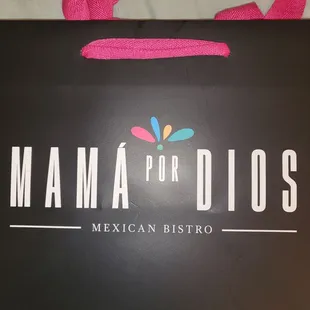 MAMÁ POR DIOS
MEXICAN BISTRO